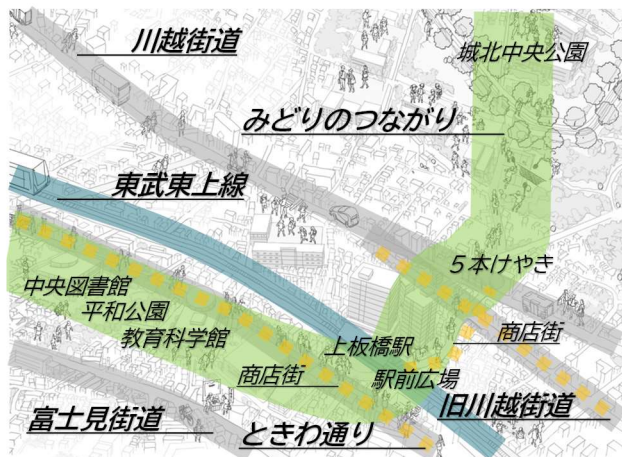 川越街道
城北中央公園
みどりのつながり
東武東上線
５本けやき
中央図書館
平和公園
教育科学館
上板橋駅
商店街
商店街
駅前広場
旧川越街道
富士見街道
ときわ通り